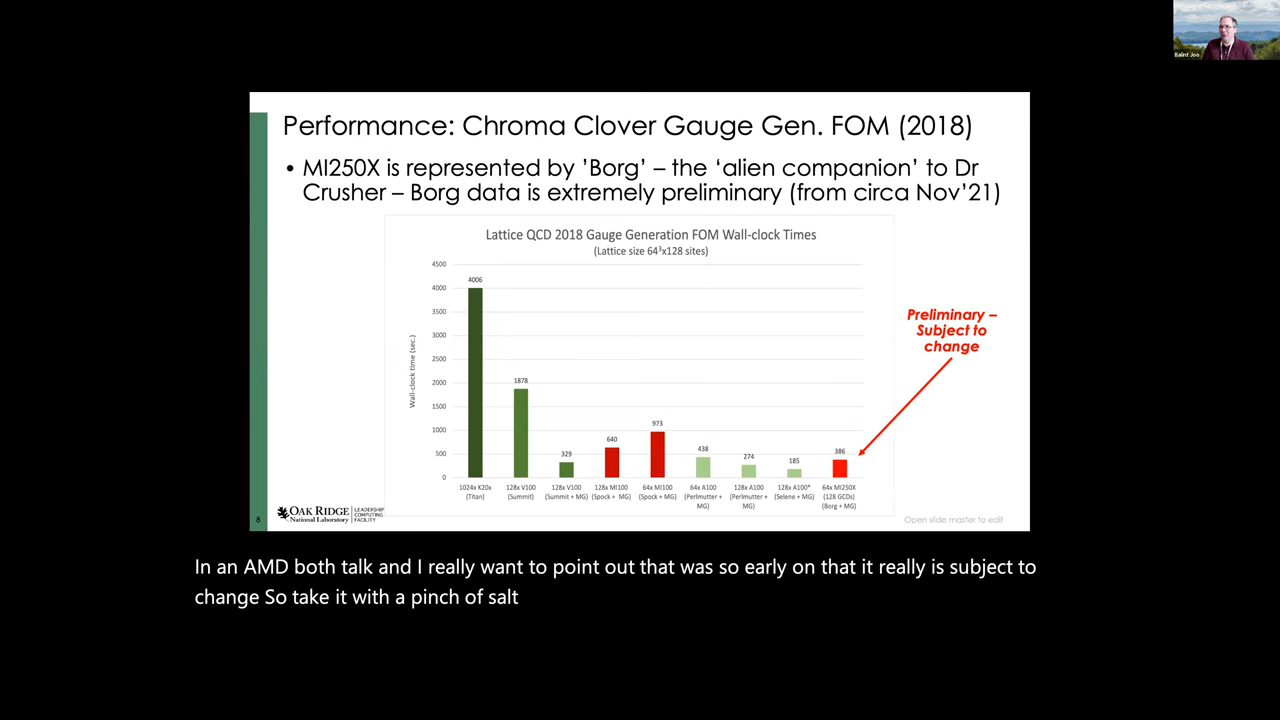 Balint Joo
Performance: Chroma Clover Gauge Gen. FOM (2018)
• MI250X is represented by ’Borg’ – the ‘alien companion’ to Dr
Crusher – Borg data is extremely preliminary (from circa Nov’21)
Lattice QCD 2018 Gauge Generation FOM Wall-clock Times
(Lattice size 64³x128 sites)
Wall-clock time (sec.)
4500
4000
3500
3000
2500
2000
1500
1000
500
0
4006
1878
329
640
973
438
274
185
386
1024x K20x
(Titan)
128x V100
(Summit)
128x V100
(Summit + MG)
128x MI100
(Spock + MG)
64x MI100
(Spock + MG)
64x A100
(Perlmutter +
MG)
128x A100
(Perlmutter +
MG)
128x A100*
(Selene + MG)
64x MI250X
(128 GCDs)
(Borg + MG)
Preliminary –
Subject to
change
8
OAK RIDGE
National Laboratory
LEADERSHIP
COMPUTING
FACILITY
Open slide master to edit
In an AMD both talk and I really want to point out that was so early on that it really is subject to
change So take it with a pinch of salt